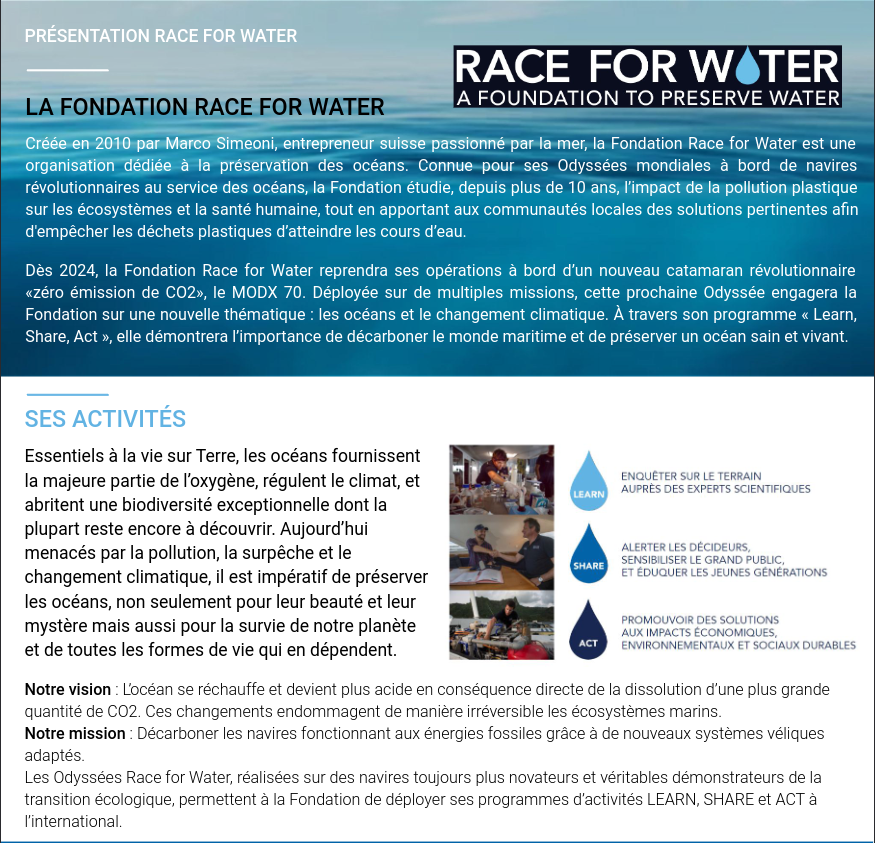 PRÉSENTATION RACE FOR WATER
RACE FOR WATER
A FOUNDATION TO PRESERVE WATER
LA FONDATION RACE FOR WATER
Créée en 2010 par Marco Simeoni, entrepreneur suisse passionné par la mer, la Fondation Race for Water est une
organisation dédiée à la préservation des océans. Connue pour ses Odyssées mondiales à bord de navires
révolutionnaires au service des océans, la Fondation étudie, depuis plus de 10 ans, l’impact de la pollution plastique
sur les écosystèmes et la santé humaine, tout en apportant aux communautés locales des solutions pertinentes afin
d'empêcher les déchets plastiques d’atteindre les cours d’eau.
Dès 2024, la Fondation Race for Water reprendra ses opérations à bord d’un nouveau catamaran révolutionnaire
«zéro émission de CO2», le MODX 70. Déployée sur de multiples missions, cette prochaine Odyssée engagera la
Fondation sur une nouvelle thématique : les océans et le changement climatique. À travers son programme « Learn,
Share, Act », elle démontrera l’importance de décarboner le monde maritime et de préserver un océan sain et vivant.
SES ACTIVITÉS
Essentiels à la vie sur Terre, les océans fournissent
la majeure partie de l’oxygène, régulent le climat, et
abritent une biodiversité exceptionnelle dont la
plupart reste encore à découvrir. Aujourd’hui
menacés par la pollution, la surpêche et le
changement climatique, il est impératif de préserver
les océans, non seulement pour leur beauté et leur
mystère mais aussi pour la survie de notre planète
et de toutes les formes de vie qui en dépendent.
LEARN
ENQUÊTER SUR LE TERRAIN
AUPRÈS DES EXPERTS SCIENTIFIQUES
SHARE
ALERTER LES DÉCIDEURS,
SENSIBILISER LE GRAND PUBLIC,
ET ÉDUQUER LES JEUNES GÉNÉRATIONS
ACT
PROMOUVOIR DES SOLUTIONS
AUX IMPACTS ÉCONOMIQUES,
ENVIRONNEMENTAUX ET SOCIAUX DURABLES
Notre vision : L’océan se réchauffe et devient plus acide en conséquence directe de la dissolution d’une plus grande
quantité de CO2. Ces changements endommagent de manière irréversible les écosystèmes marins.
Notre mission : Décarboner les navires fonctionnant aux énergies fossiles grâce à de nouveaux systèmes véliques
adaptés.
Les Odyssées Race for Water, réalisées sur des navires toujours plus novateurs et véritables démonstrateurs de la
transition écologique, permettent à la Fondation de déployer ses programmes d’activités LEARN, SHARE et ACT à
l’international.